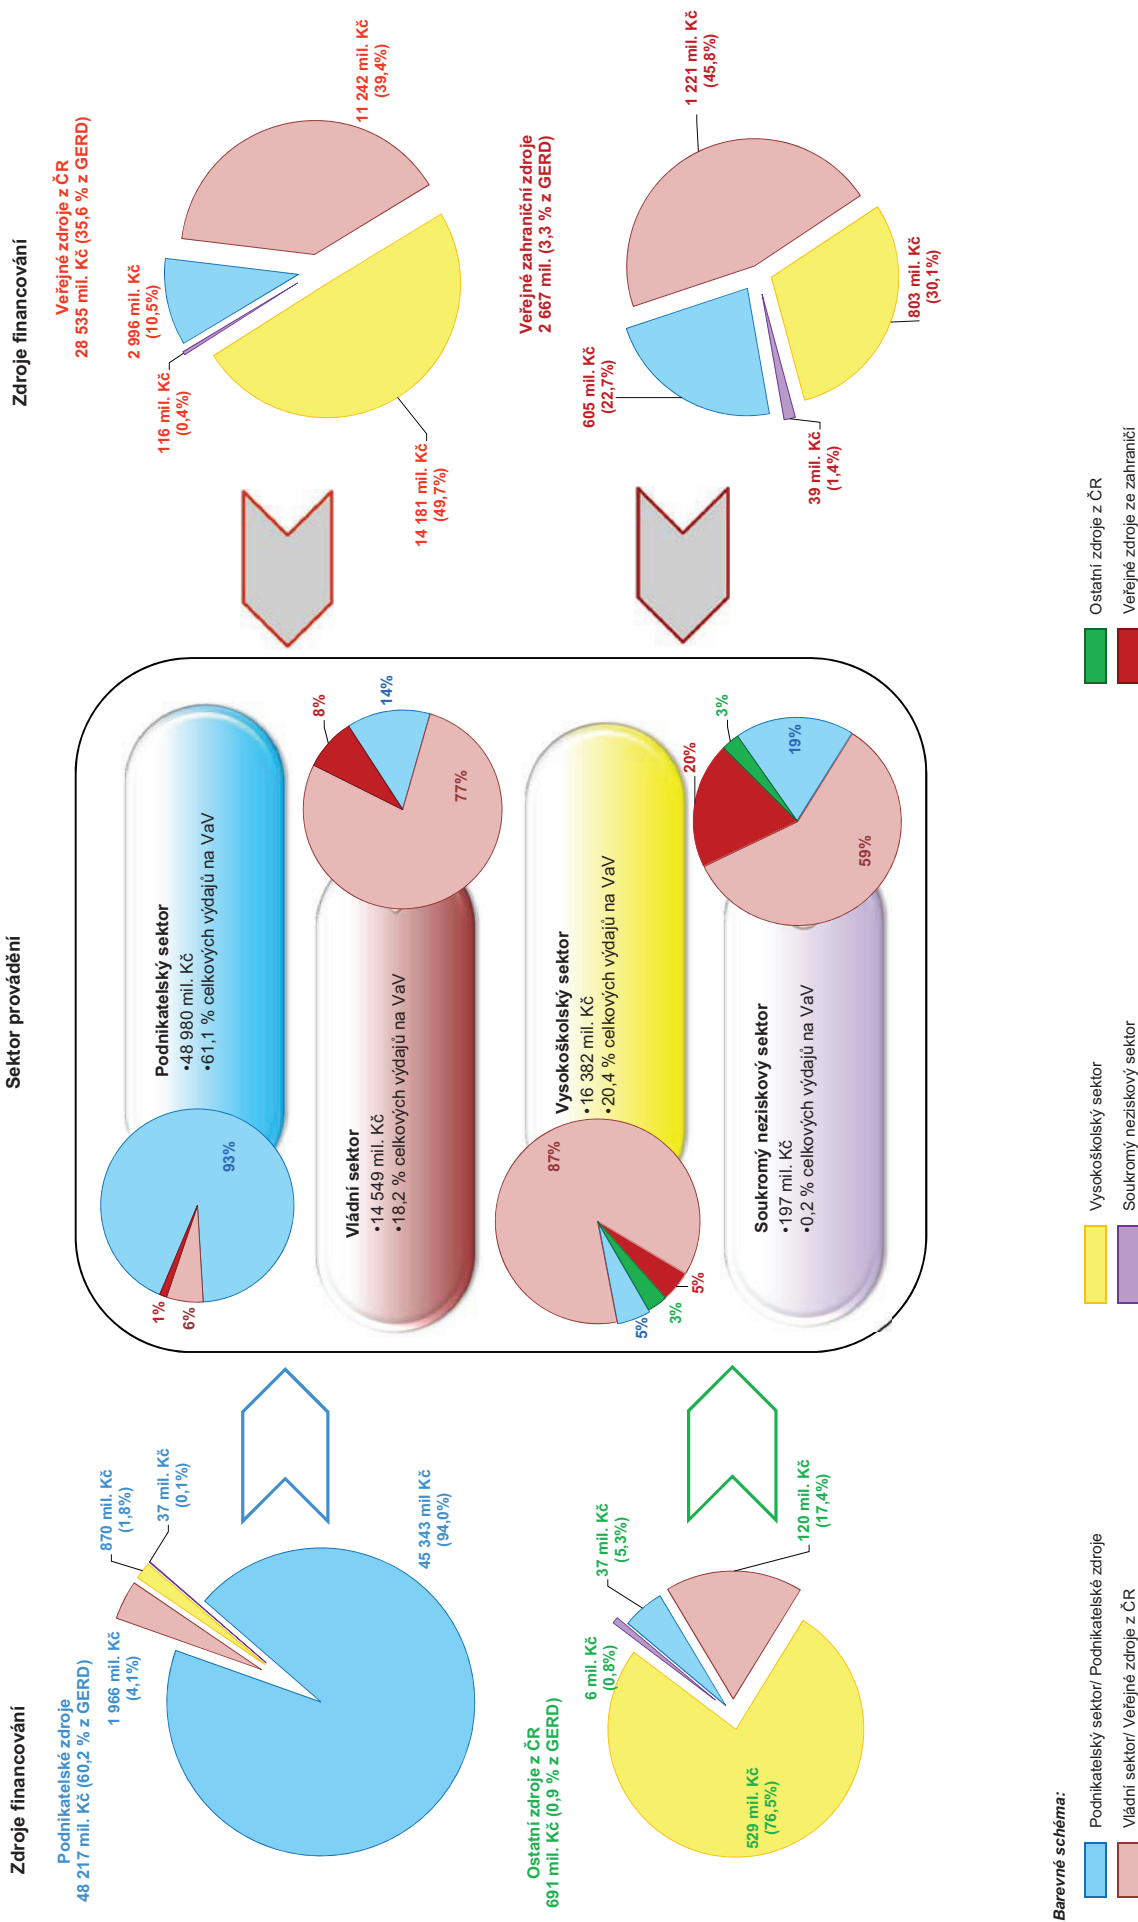 Zdroje financování
Sektor provádění
Zdroje financování
Podnikatelské zdroje
48 217 mil. Kč (60,2 % z GERD)
1 966 mil. Kč
(4,1%)
870 mil. Kč
(1,8%)
37 mil. Kč
(0,1%)
45 343 mil Kč
(94,0%)
Ostatní zdroje z ČR
691 mil. Kč (0,9 % z GERD)
6 mil. Kč
(0,8%)
37 mil. Kč
(5,3%)
120 mil. Kč
(17,4%)
529 mil. Kč
(76,5%)
Podnikatelský sektor
•48 980 mil. Kč
•61,1 % celkových výdajů na VaV
1%
6%
93%
Vládní sektor
•14 549 mil. Kč
•18,2 % celkových výdajů na VaV
8%
14%
77%
Vysokoškolský sektor
•16 382 mil. Kč
•20,4 % celkových výdajů na VaV
87%
5%
3%
5%
Soukromý neziskový sektor
•197 mil. Kč
•0,2 % celkových výdajů na VaV
20%
3%
19%
59%
Veřejné zdroje z ČR
28 535 mil. Kč (35,6 % z GERD)
2 996 mil. Kč
(10,5%)
116 mil. Kč
(0,4%)
11 242 mil. Kč
(39,4%)
14 181 mil. Kč
(49,7%)
Veřejné zahraniční zdroje
2 667 mil. (3,3 % z GERD)
605 mil. Kč
(22,7%)
1 221 mil. Kč
(45,8%)
39 mil. Kč
(1,4%)
803 mil. Kč
(30,1%)
Barevné schéma:
Podnikatelský sektor/ Podnikatelské zdroje
Vysokoškolský sektor
Ostatní zdroje z ČR
Vládní sektor/ Veřejné zdroje z ČR
Soukromý neziskový sektor
Veřejné zdroje ze zahraničí